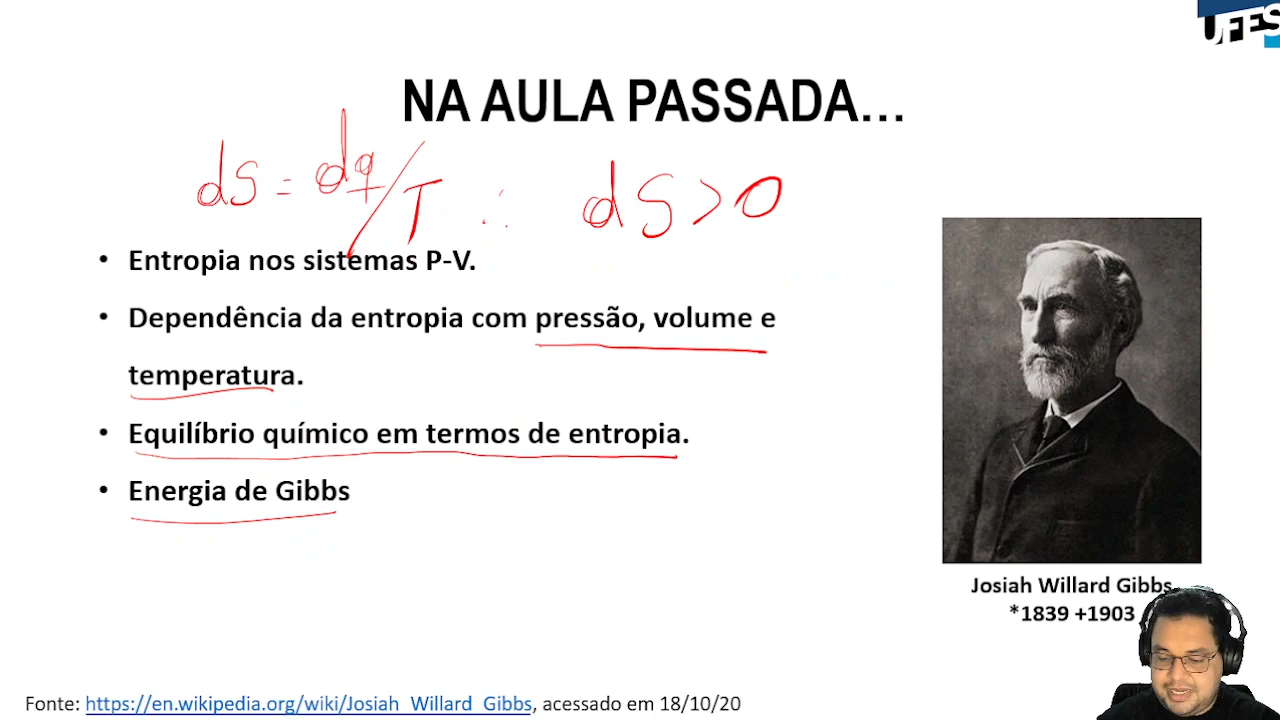 UFES
NA AULA PASSADA...
dS = dq/T ∴ dS > 0
• Entropia nos sistemas P-V.
• Dependência da entropia com pressão, volume e
temperatura.
• Equilíbrio químico em termos de entropia.
• Energia de Gibbs
Josiah Willard Gibbs
*1839 +1903
Fonte: https://en.wikipedia.org/wiki/Josiah_Willard_Gibbs, acessado em 18/10/20